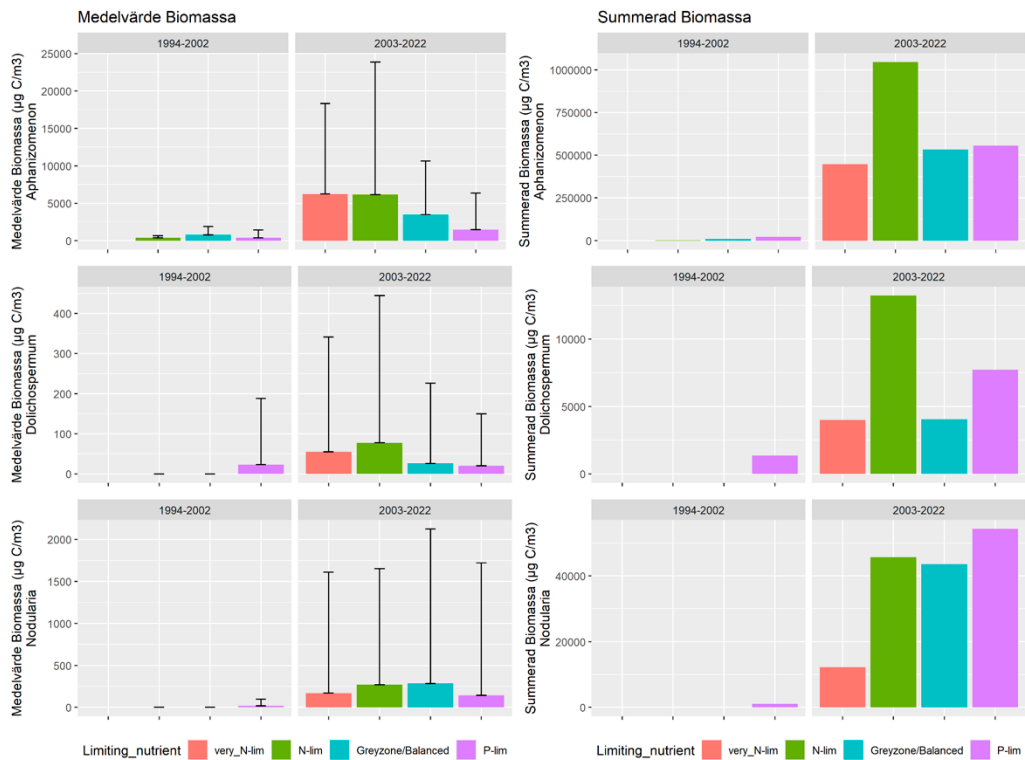 Medelvärde Biomassa
1994-2002
2003-2022
Medelvärde Biomassa (µg C/m3)
Aphanizomenon
25000
20000
15000
10000
5000
0
1994-2002
2003-2022
Medelvärde Biomassa (µg C/m3)
Dolichospermum
400
300
200
100
0
1994-2002
2003-2022
Medelvärde Biomassa (µg C/m3)
Nodularia
2000
1500
1000
500
0
Limiting_nutrient very_N-lim N-lim Greyzone/Balanced P-lim
Summerad Biomassa
1994-2002
2003-2022
Summerad Biomassa (µg C/m3)
Aphanizomenon
1000000
750000
500000
250000
0
1994-2002
2003-2022
Summerad Biomassa (µg C/m3)
Dolichospermum
10000
5000
0
1994-2002
2003-2022
Summerad Biomassa (µg C/m3)
Nodularia
40000
20000
0
Limiting_nutrient very_N-lim N-lim Greyzone/Balanced P-lim